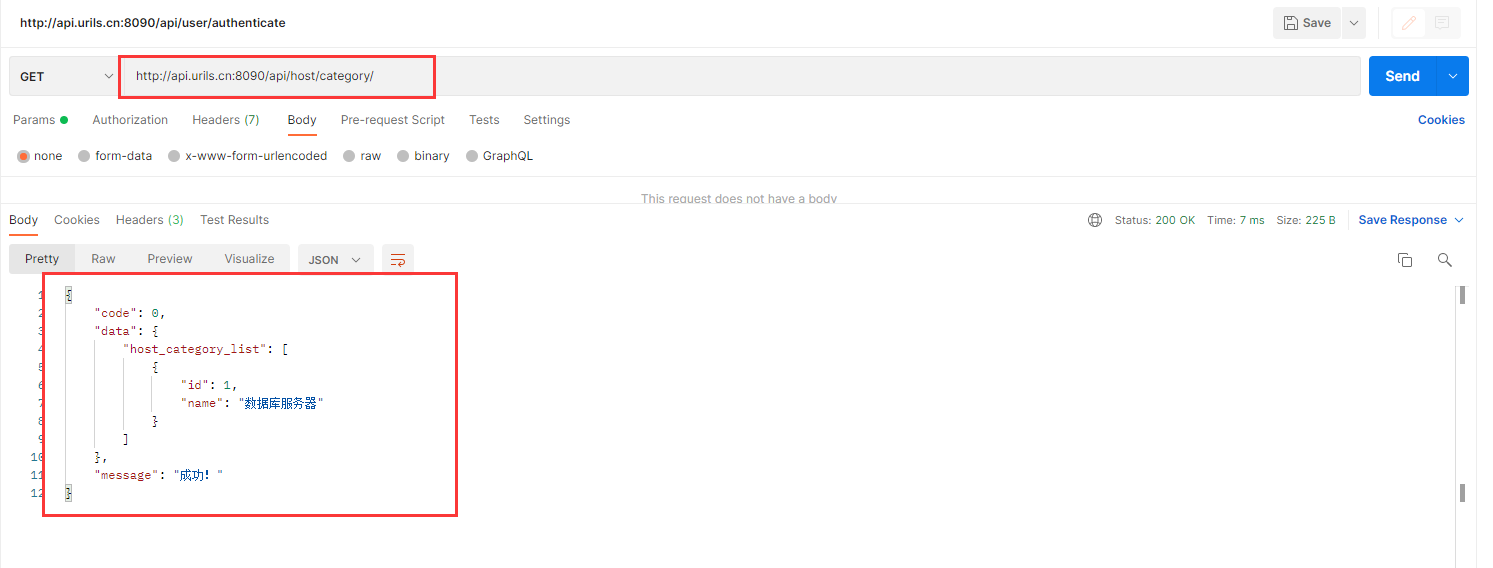 http://api.urils.cn:8090/api/user/authenticate
Save
GET
http://api.urils.cn:8090/api/host/category/
Send
Params
Authorization
Headers (7)
Body
Pre-request Script
Tests
Settings
Cookies
none
form-data
x-www-form-urlencoded
raw
binary
GraphQL
This request does not have a body
Body
Cookies
Headers (3)
Test Results
Status: 200 OK
Time: 7 ms
Size: 225 B
Save Response
Pretty
Raw
Preview
Visualize
JSON
1 {
2 "code": 0,
3 "data": {
4 "host_category_list": [
5 {
6 "id": 1,
7 "name": "数据库服务器"
8 }
9 ]
10 },
11 "message": "成功！"
12 }